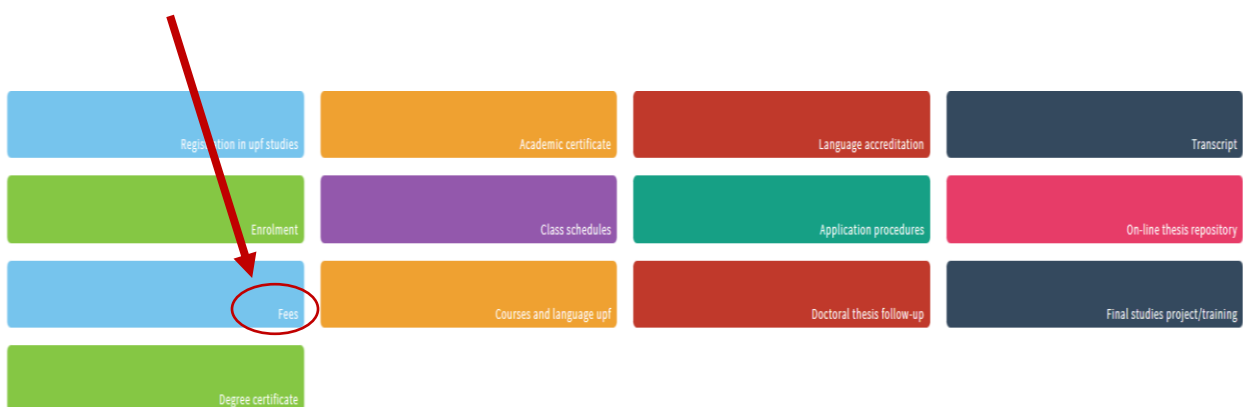 Registration in upf studies
Academic certificate
Language accreditation
Transcript
Enrolment
Class schedules
Application procedures
On-line thesis repository
Fees
Courses and language upf
Doctoral thesis follow-up
Final studies project/training
Degree certificate